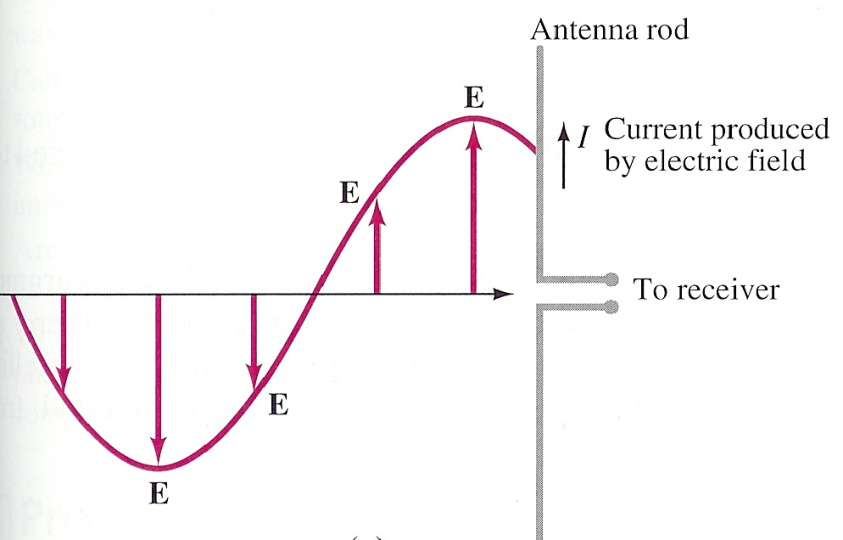 Antenna rod
E
I Current produced
by electric field
E
To receiver
E
E